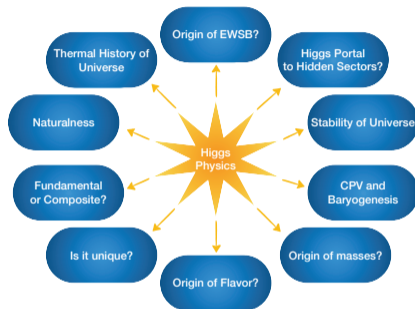 Origin of EWSB?
Thermal History of
Universe
Higgs Portal
to Hidden Sectors?
Naturalness
Stability of Universe
Higgs
Physics
Fundamental
or Composite?
CPV and
Baryogenesis
Is it unique?
Origin of masses?
Origin of Flavor?